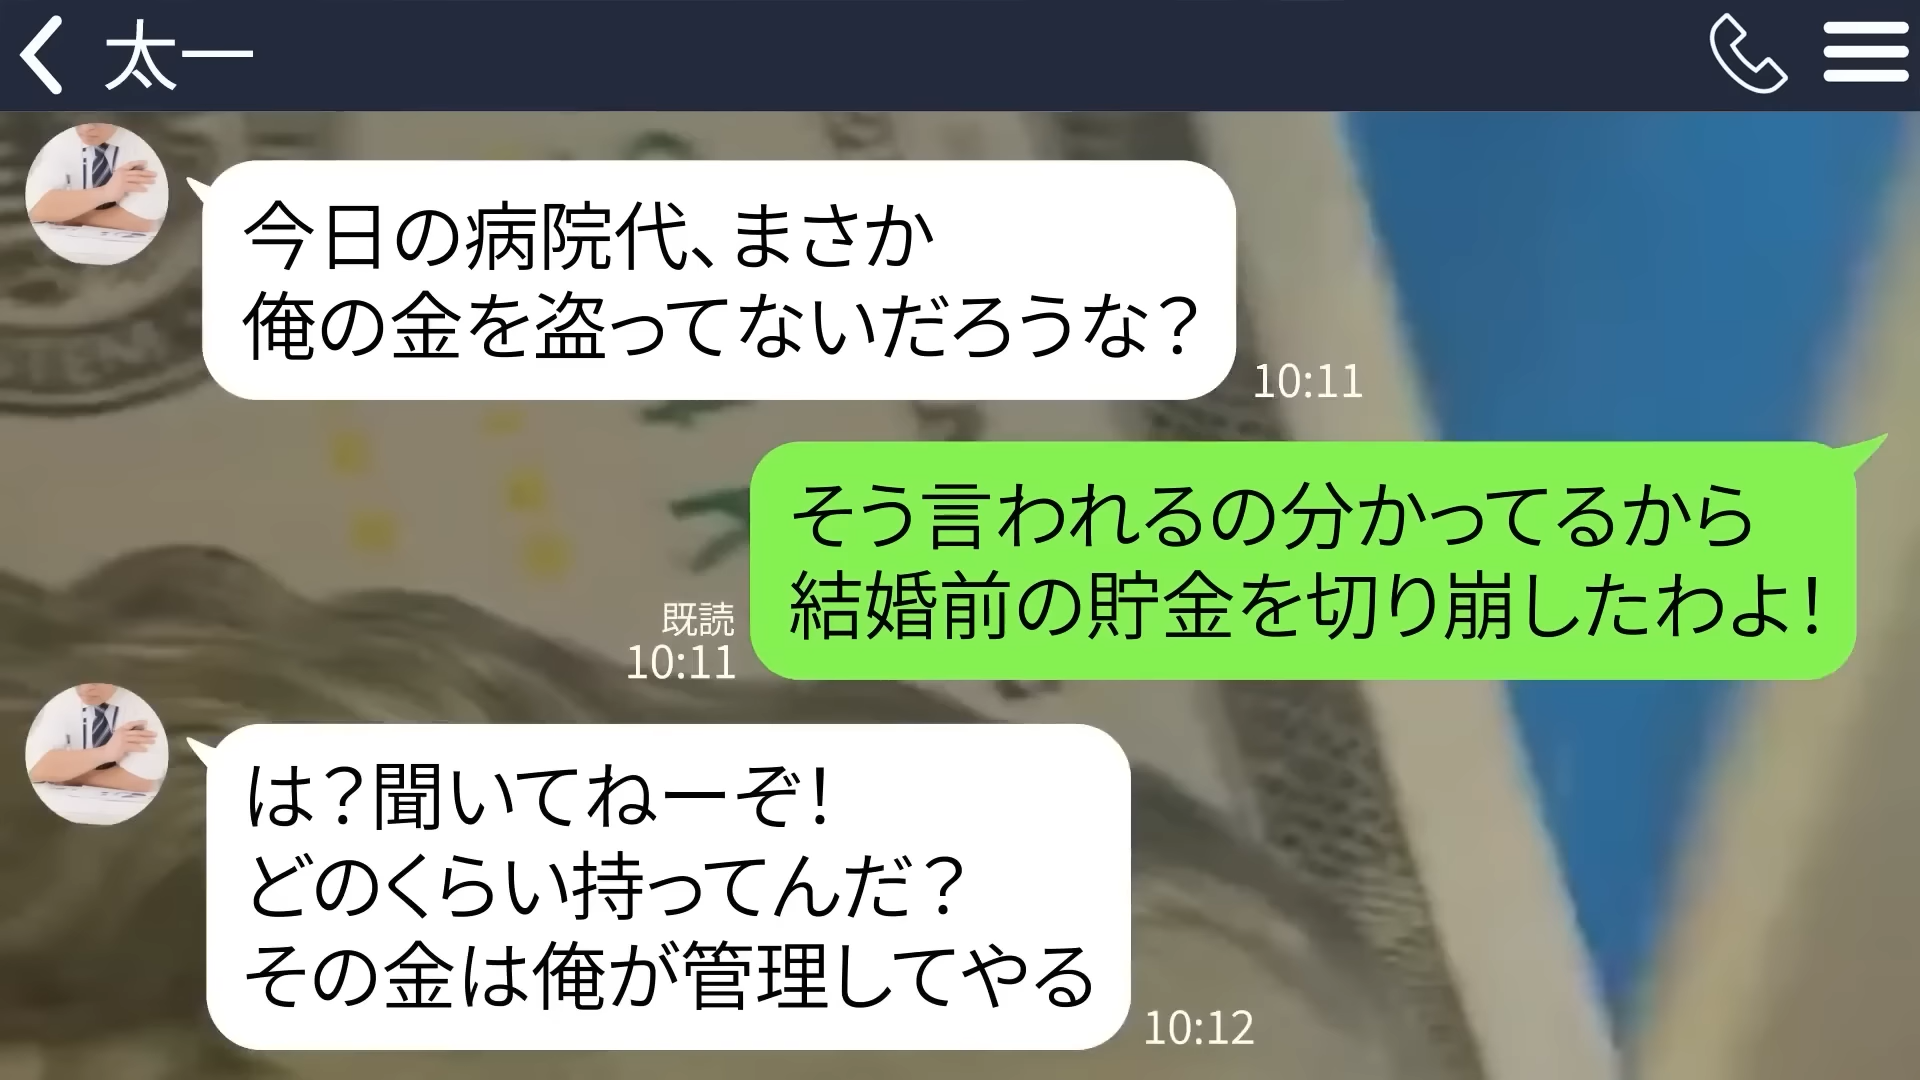 太一
今日の病院代、まさか
俺の金を盗ってないだろうな？
10:11
そう言われるの分かってるから
結婚前の貯金を切り崩したわよ！
既読
10:11
は？聞いてねーぞ！
どのくらい持ってんだ？
その金は俺が管理してやる
10:12